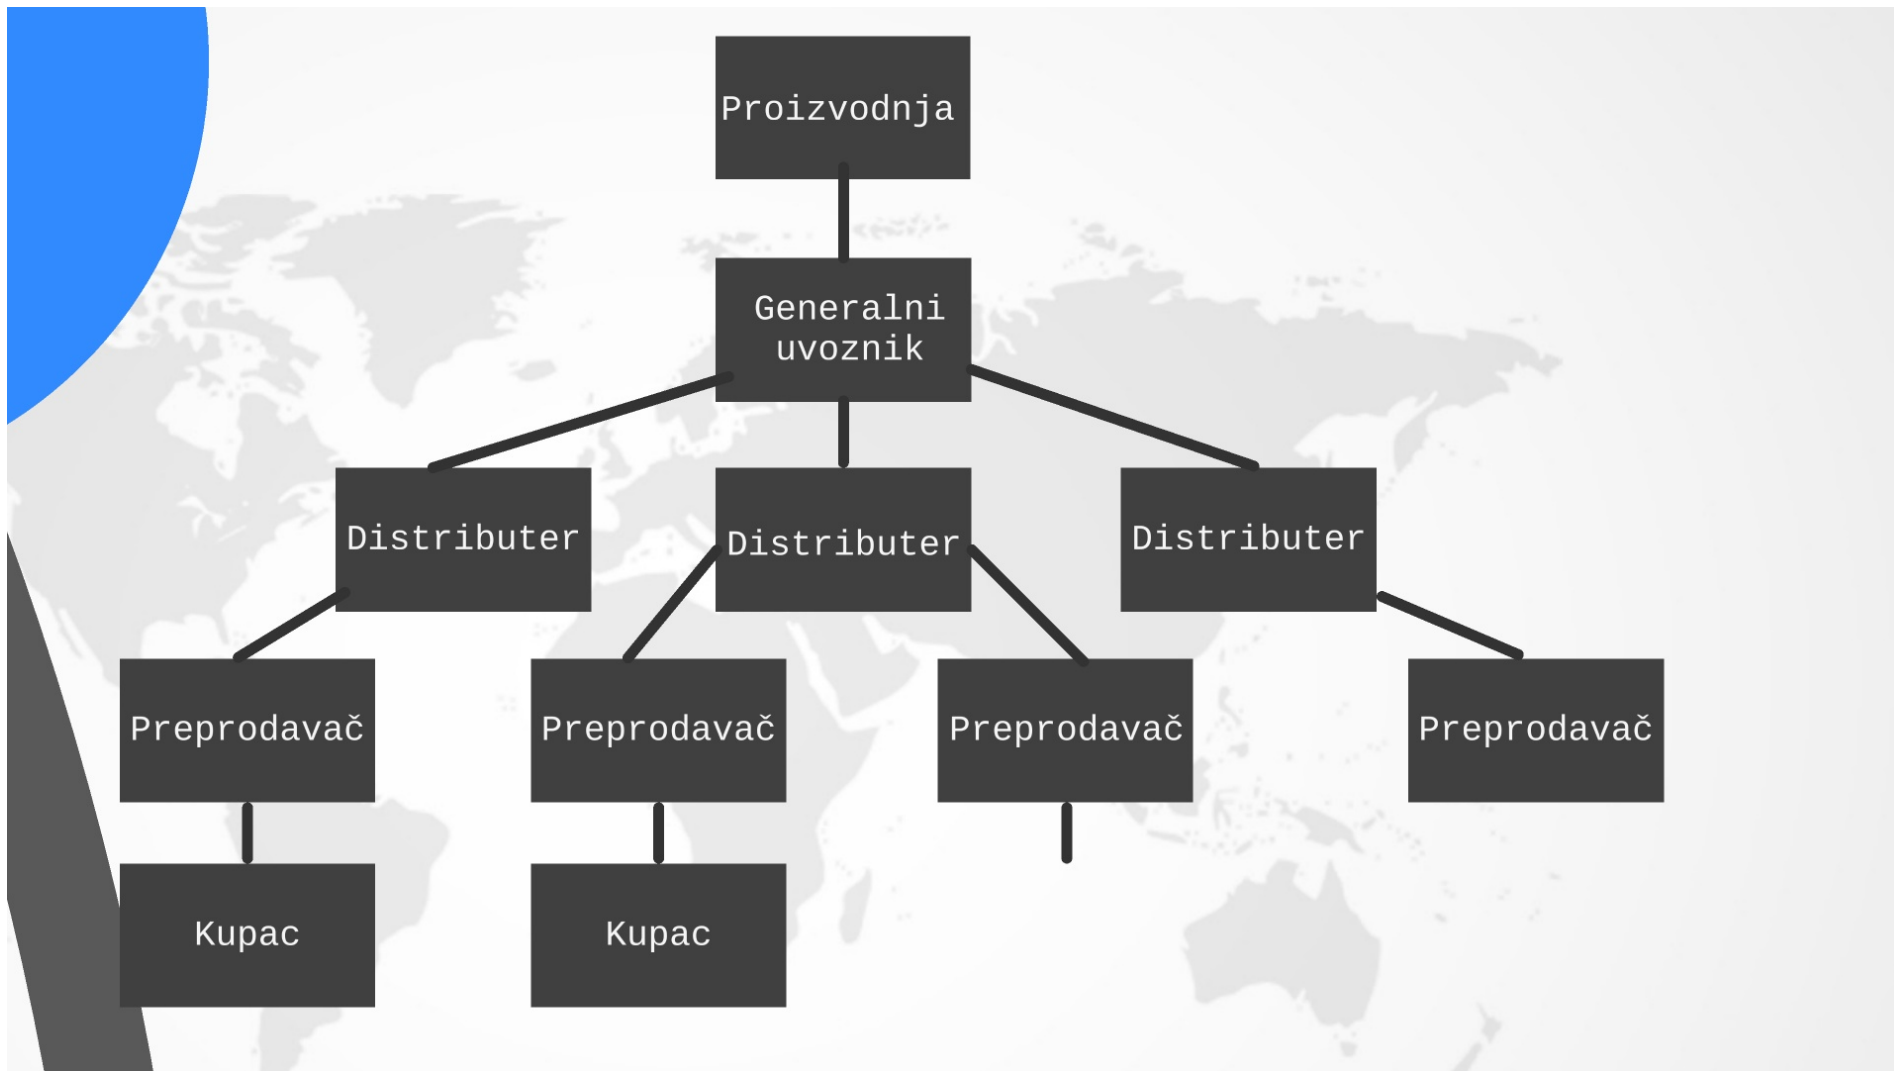 Proizvodnja
Generalni
uvoznik
Distributer
Distributer
Distributer
Preprodavač
Preprodavač
Preprodavač
Preprodavač
Kupac
Kupac